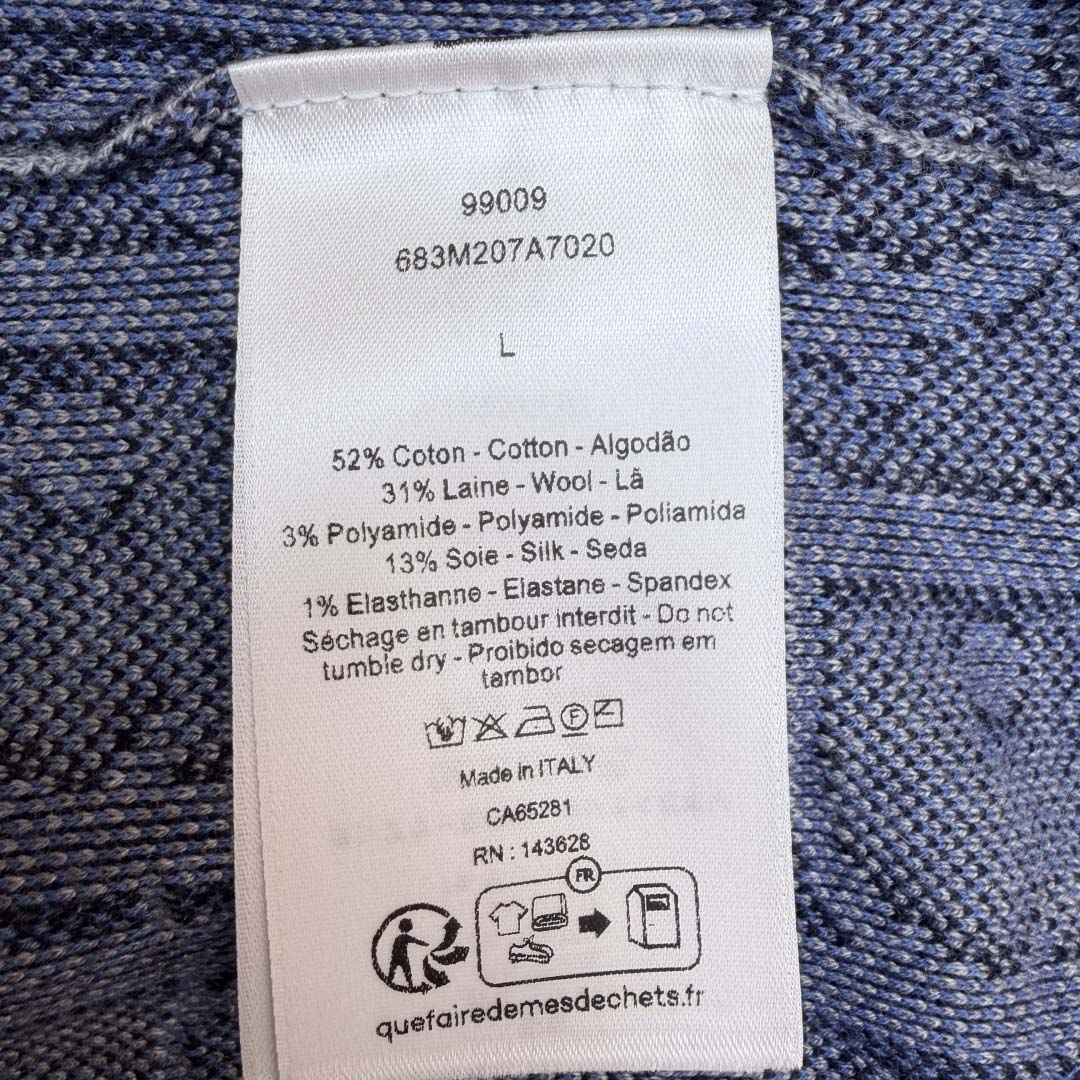 99009
683M207A7020
L
52% Coton - Cotton - Algodão
31% Laine - Wool - Lã
3% Polyamide - Polyamide - Poliamida
13% Soie - Silk - Seda
1% Elasthanne - Elastane - Spandex
Séchage en tambour interdit - Do not
tumble dry - Proibido secagem em
tambor
F
Made in ITALY
CA65281
RN : 143628
FR
quefairedemesdechets.fr